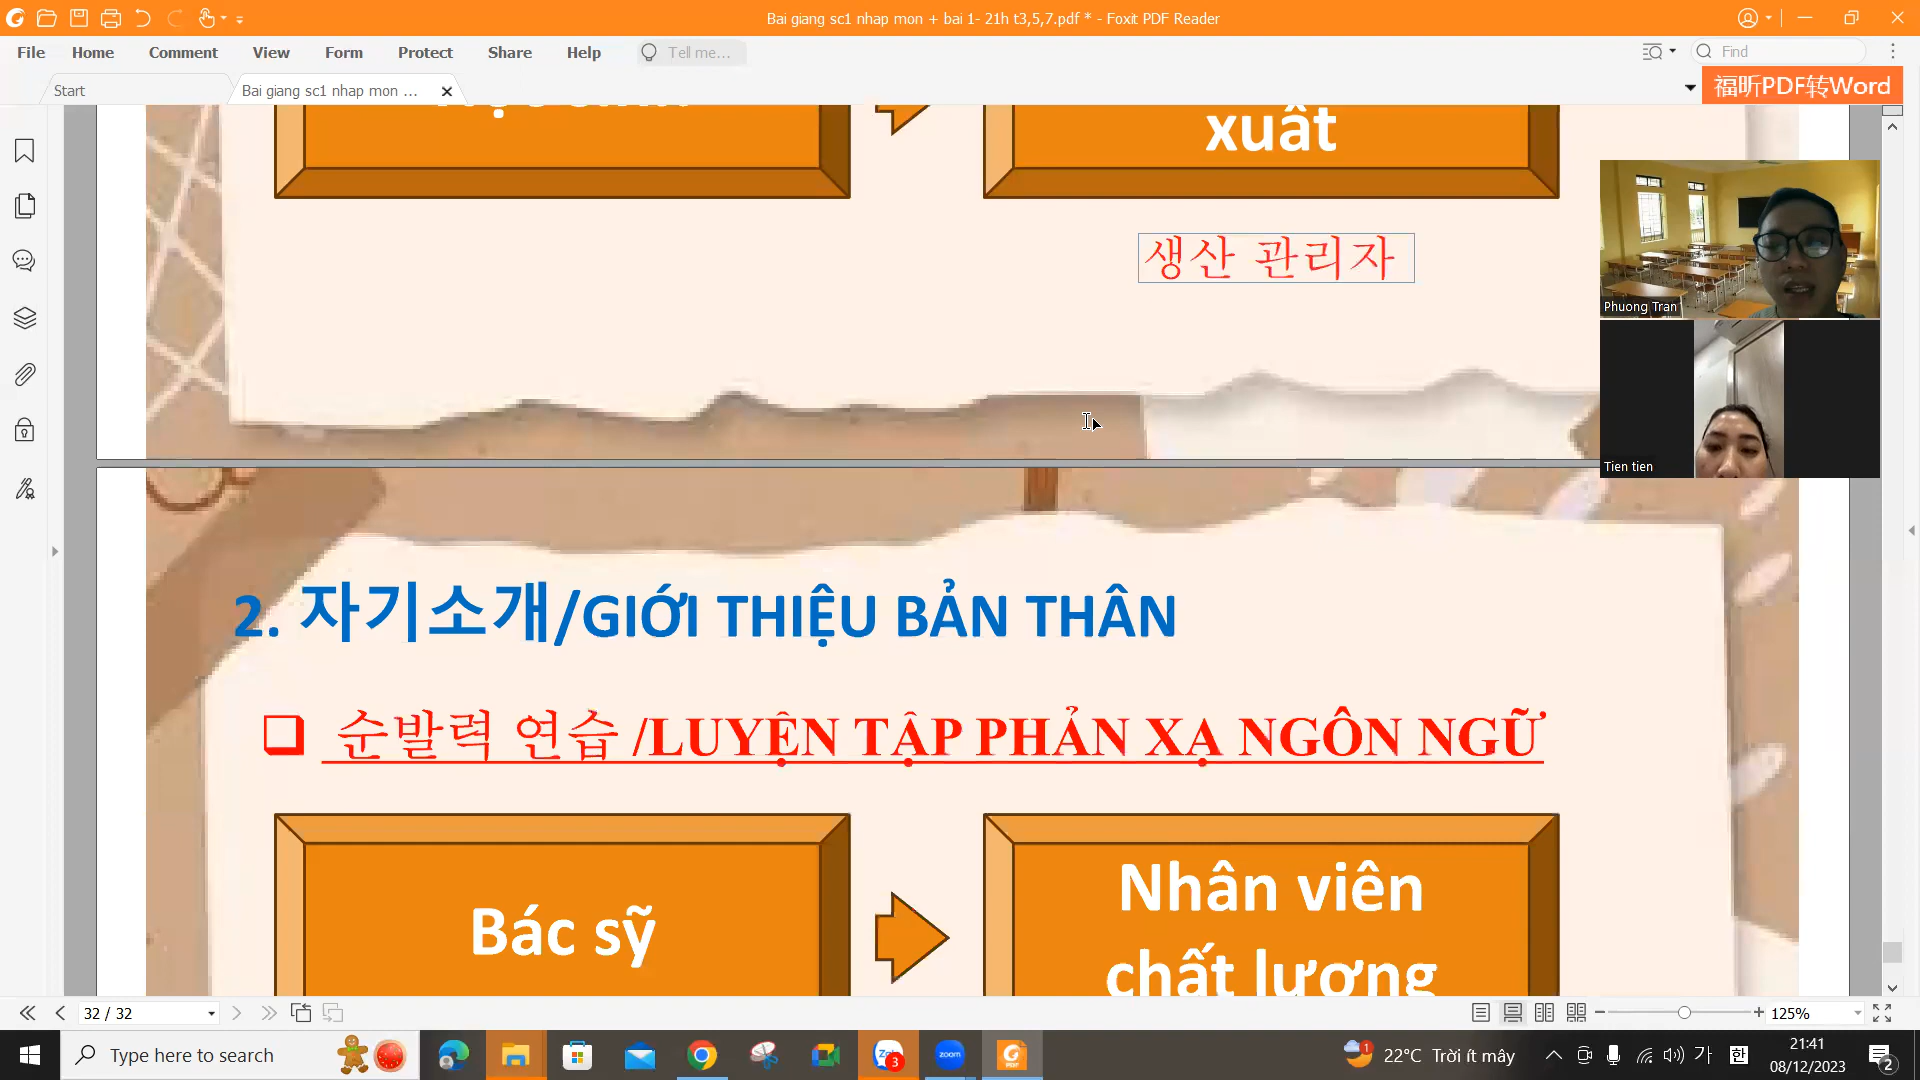 Bai giang sc1 nhap mon + bai 1- 21h t3,5,7.pdf * - Foxit PDF Reader
File Home Comment View Form Protect Share Help Tell me... Find
Start Bai giang sc1 nhap mon ...
福昕PDF转Word
xuất
생산 관리자
Phuong Tran
Tien tien
2. 자기소개/GIỚI THIỆU BẢN THÂN
순발력 연습 /LUYỆN TẬP PHẢN XẠ NGÔN NGỮ
Bác sỹ
Nhân viên
chất lượng
32 / 32
125%
Type here to search
zoom
3
1
22°C Trời ít mây
가
한
21:41
08/12/2023
2